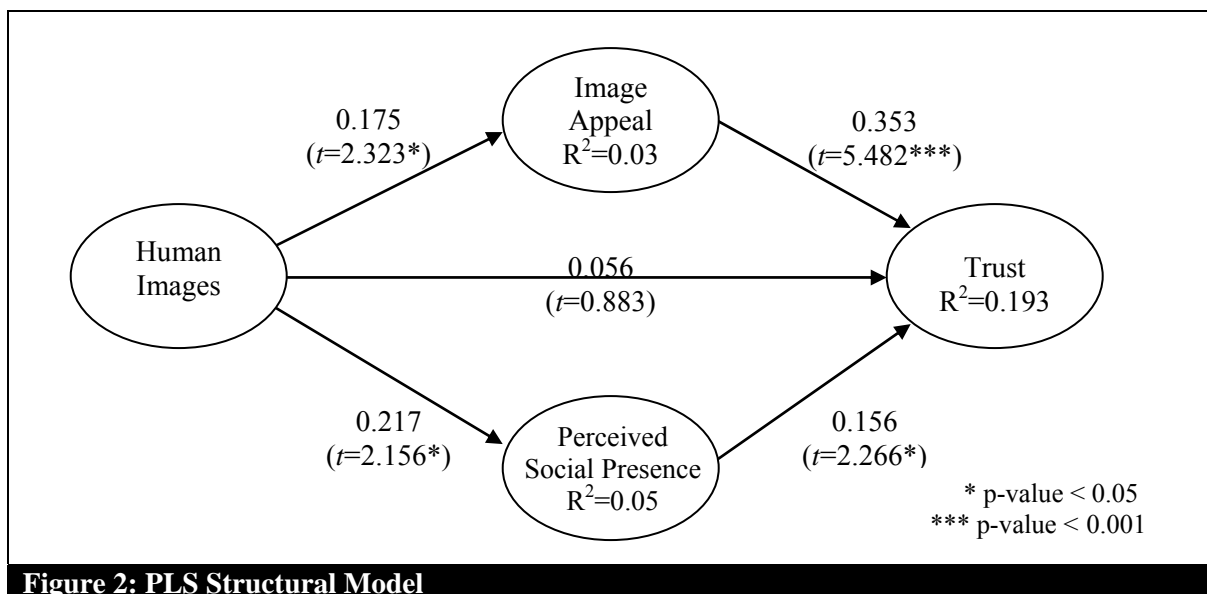 Image
Appeal
R²=0.03
0.175
(t=2.323*)
0.353
(t=5.482***)
Human
Images
0.056
(t=0.883)
Trust
R²=0.193
0.217
(t=2.156*)
Perceived
Social Presence
R²=0.05
0.156
(t=2.266*)
* p-value < 0.05
*** p-value < 0.001
Figure 2: PLS Structural Model